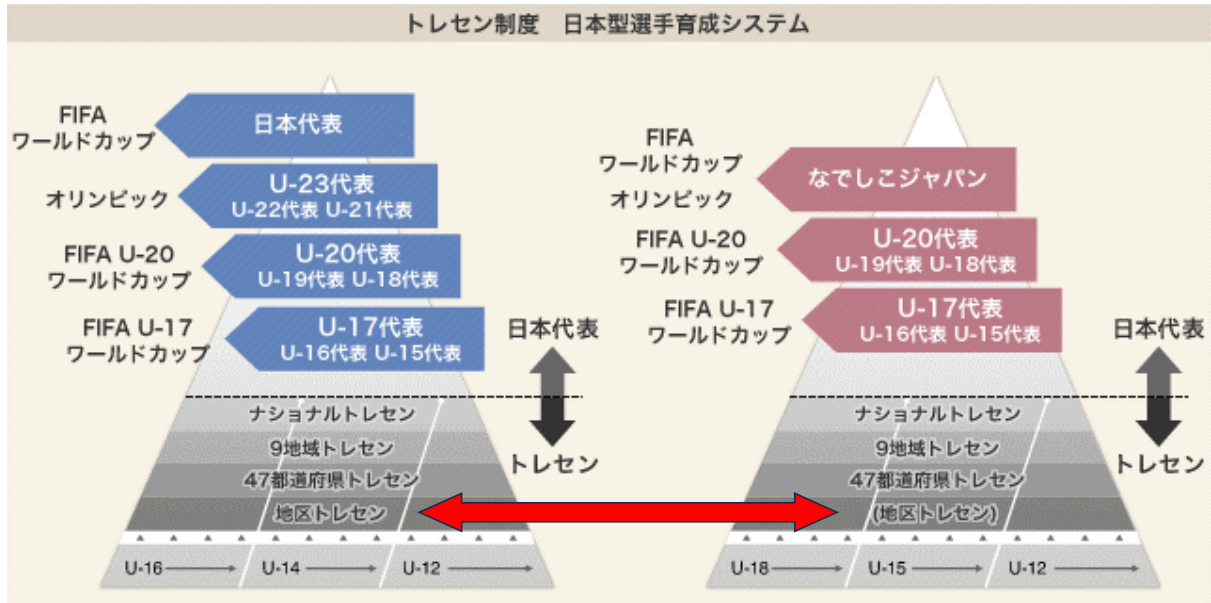 トレセン制度 日本型選手育成システム
FIFA
ワールドカップ
日本代表
オリンピック
U-23代表
U-22代表 U-21代表
FIFA U-20
ワールドカップ
U-20代表
U-19代表 U-18代表
FIFA U-17
ワールドカップ
U-17代表
U-16代表 U-15代表
日本代表
トレセン
ナショナルトレセン
9地域トレセン
47都道府県トレセン
地区トレセン
U-16
U-14
U-12
FIFA
ワールドカップ
オリンピック
なでしこジャパン
FIFA U-20
ワールドカップ
U-20代表
U-19代表 U-18代表
FIFA U-17
ワールドカップ
U-17代表
U-16代表 U-15代表
日本代表
トレセン
ナショナルトレセン
9地域トレセン
47都道府県トレセン
(地区トレセン)
U-18
U-15
U-12